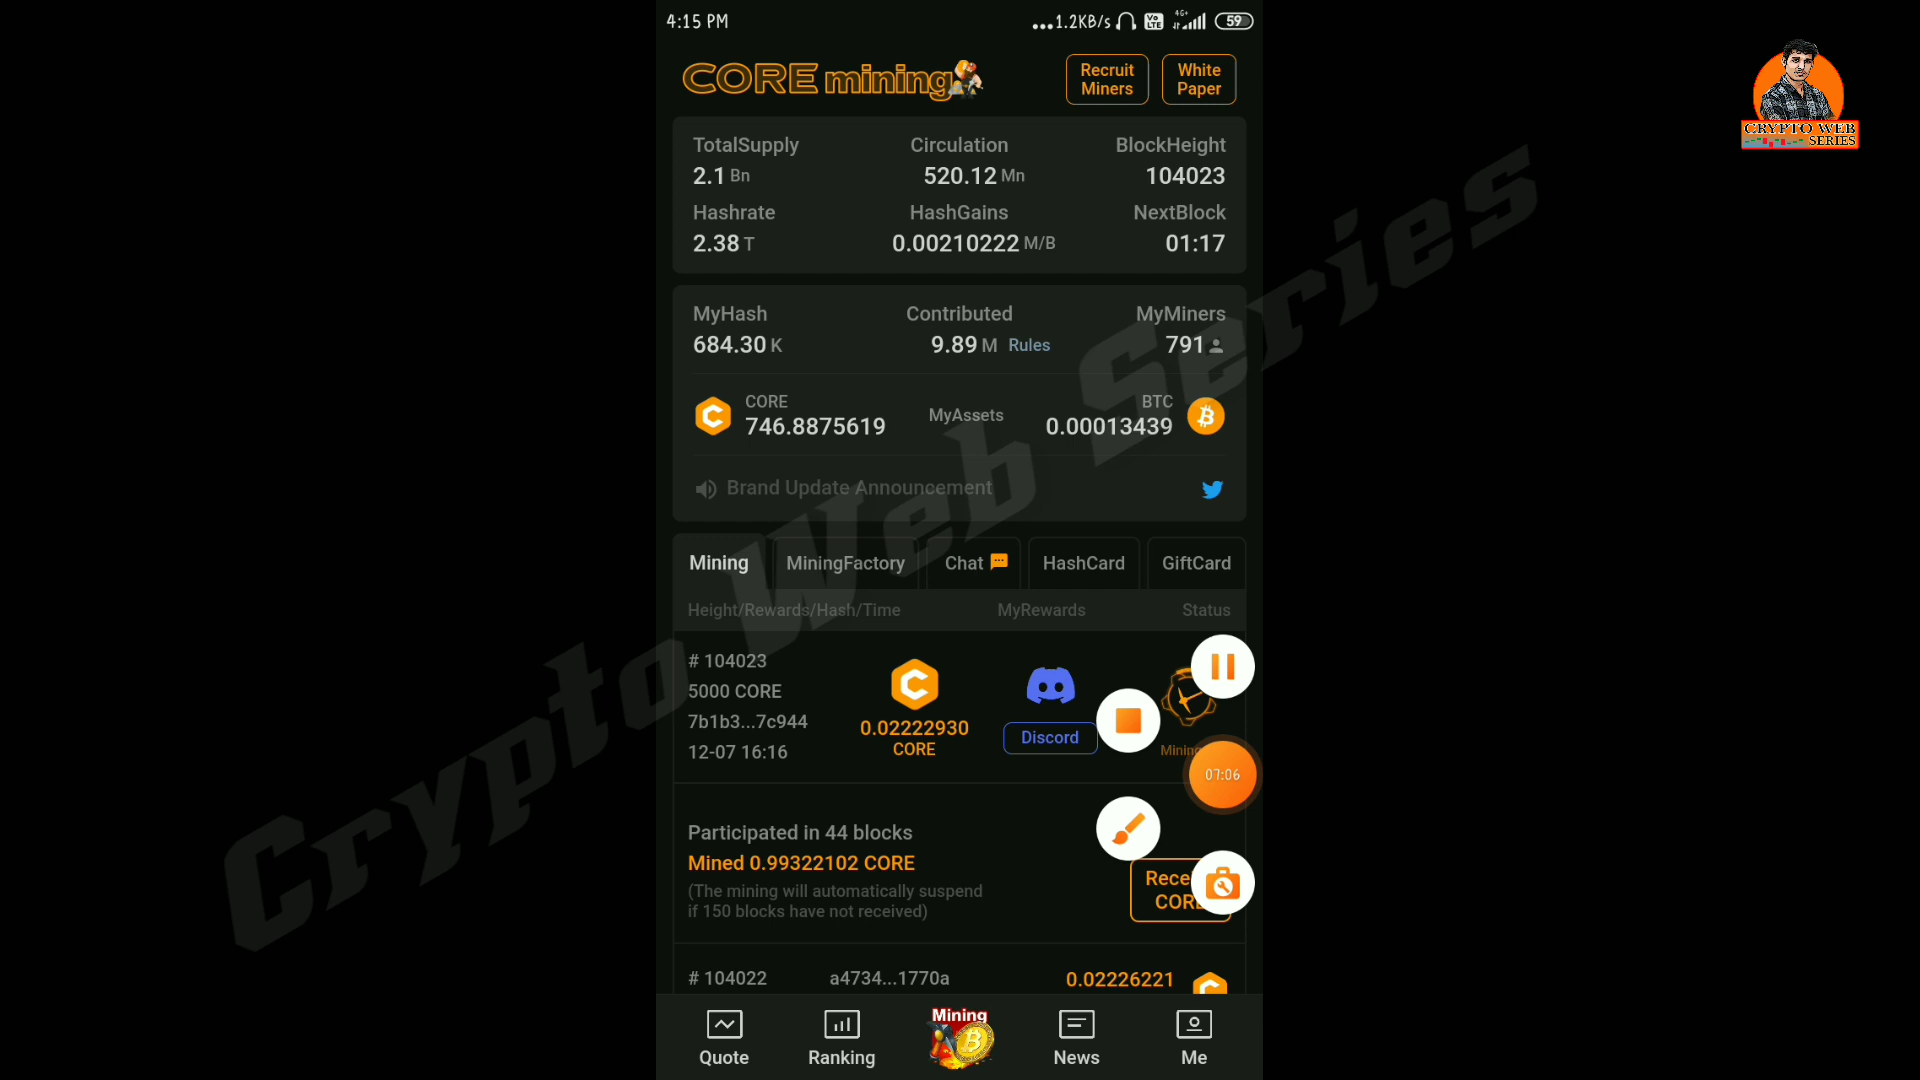 4:15 PM
...1.2KB/s
Vo
LTE
4G+
59
CORE mining
Recruit
Miners
White
Paper
CRYPTO WEB
SERIES
TotalSupply Circulation BlockHeight
2.1 Bn 520.12 Mn 104023
Hashrate HashGains NextBlock
2.38 T 0.00210222 M/B 01:17
MyHash Contributed MyMiners
684.30 K 9.89 M Rules 791
CORE MyAssets BTC
746.8875619 0.00013439
Brand Update Announcement
Crypto Web Series
Mining MiningFactory Chat HashCard GiftCard
Height/Rewards/Hash/Time MyRewards Status
# 104023
5000 CORE
7b1b3...7c944
12-07 16:16
0.02222930
CORE
Discord
Mining
07:06
Participated in 44 blocks
Mined 0.99322102 CORE
(The mining will automatically suspend
if 150 blocks have not received)
CORE
# 104022 a4734...1770a 0.02226221
Mining
Quote Ranking News Me